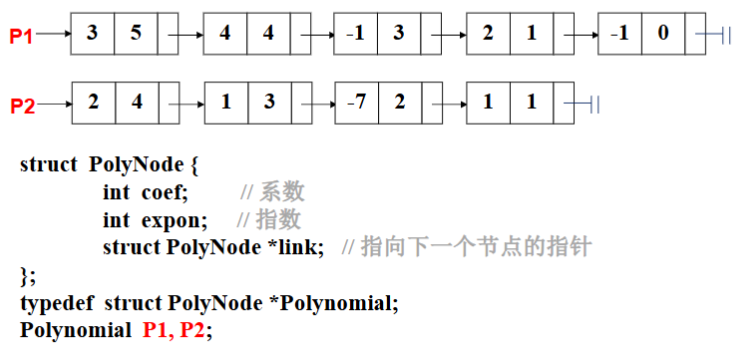 P1 3 5 4 4 -1 3 2 1 -1 0
P2 2 4 1 3 -7 2 1 1
struct PolyNode {
int coef; // 系数
int expon; // 指数
struct PolyNode *link; // 指向下一个节点的指针
};
typedef struct PolyNode *Polynomial;
Polynomial P1, P2;